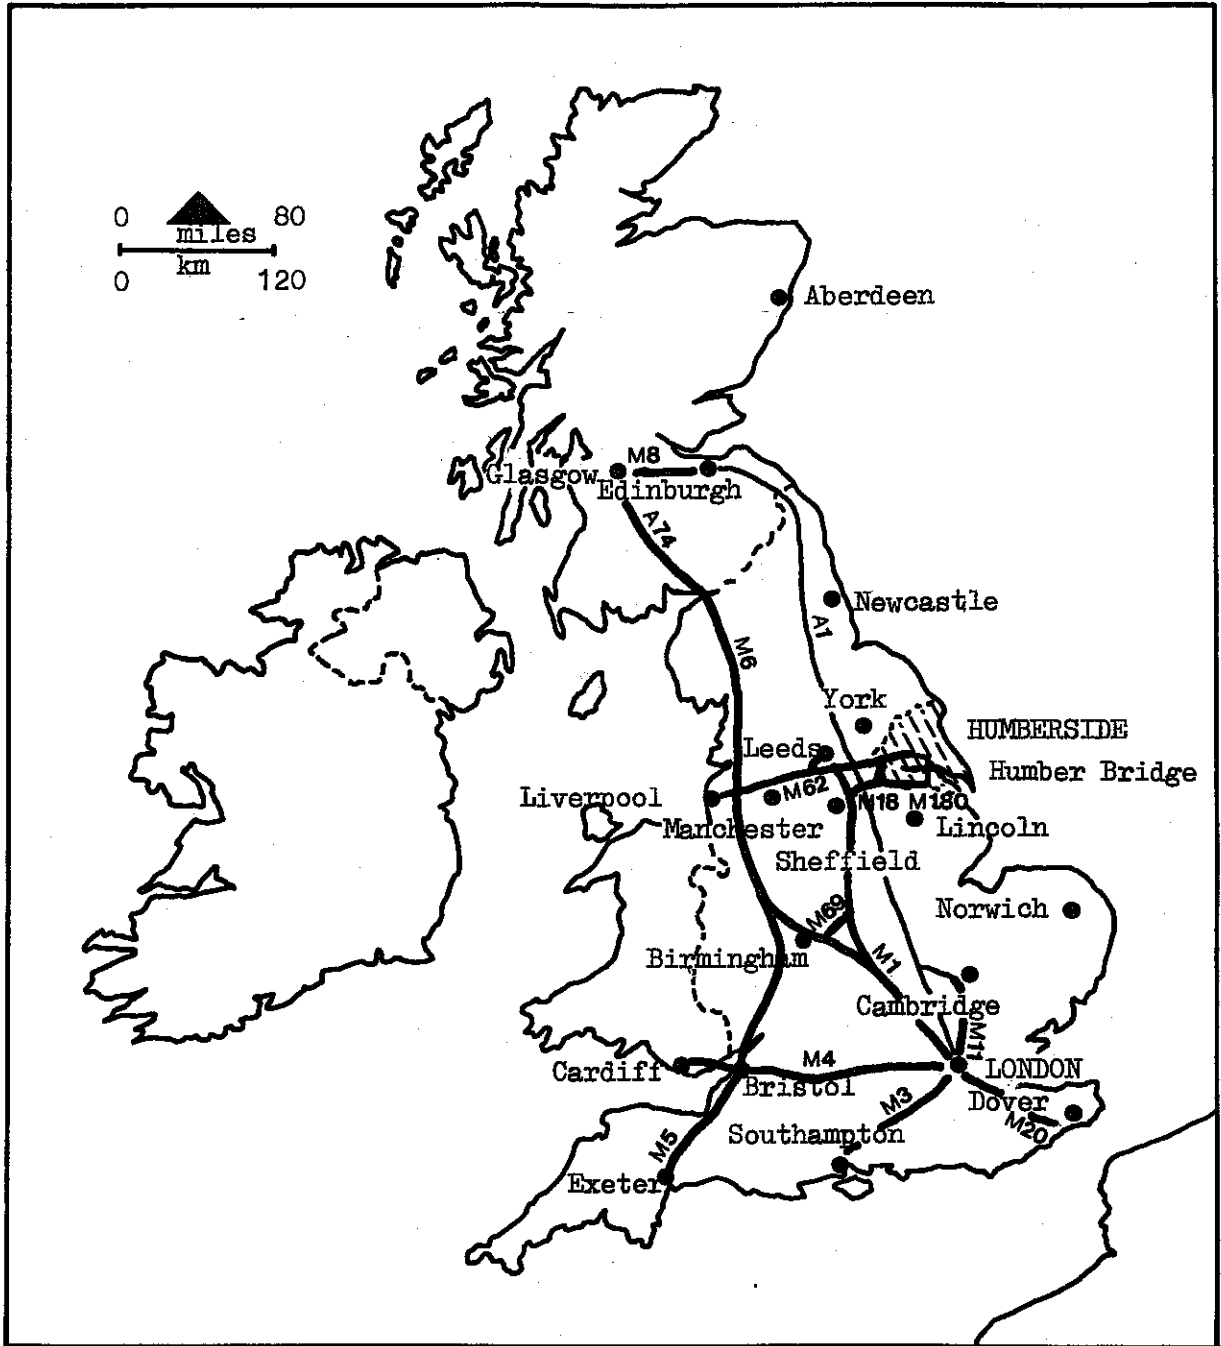 0 80
miles
km
0 120
Aberdeen
M8
Glasgow
Edinburgh
A74
Newcastle
A1
M6
York
HUMBERSIDE
Leeds
Humber Bridge
Liverpool
M62
M18 M180
Manchester
Lincoln
Sheffield
Norwich
M69
Birmingham
M1
Cambridge
M11
M4
LONDON
Cardiff
Bristol
M3
Dover
M20
Southampton
M5
Exeter